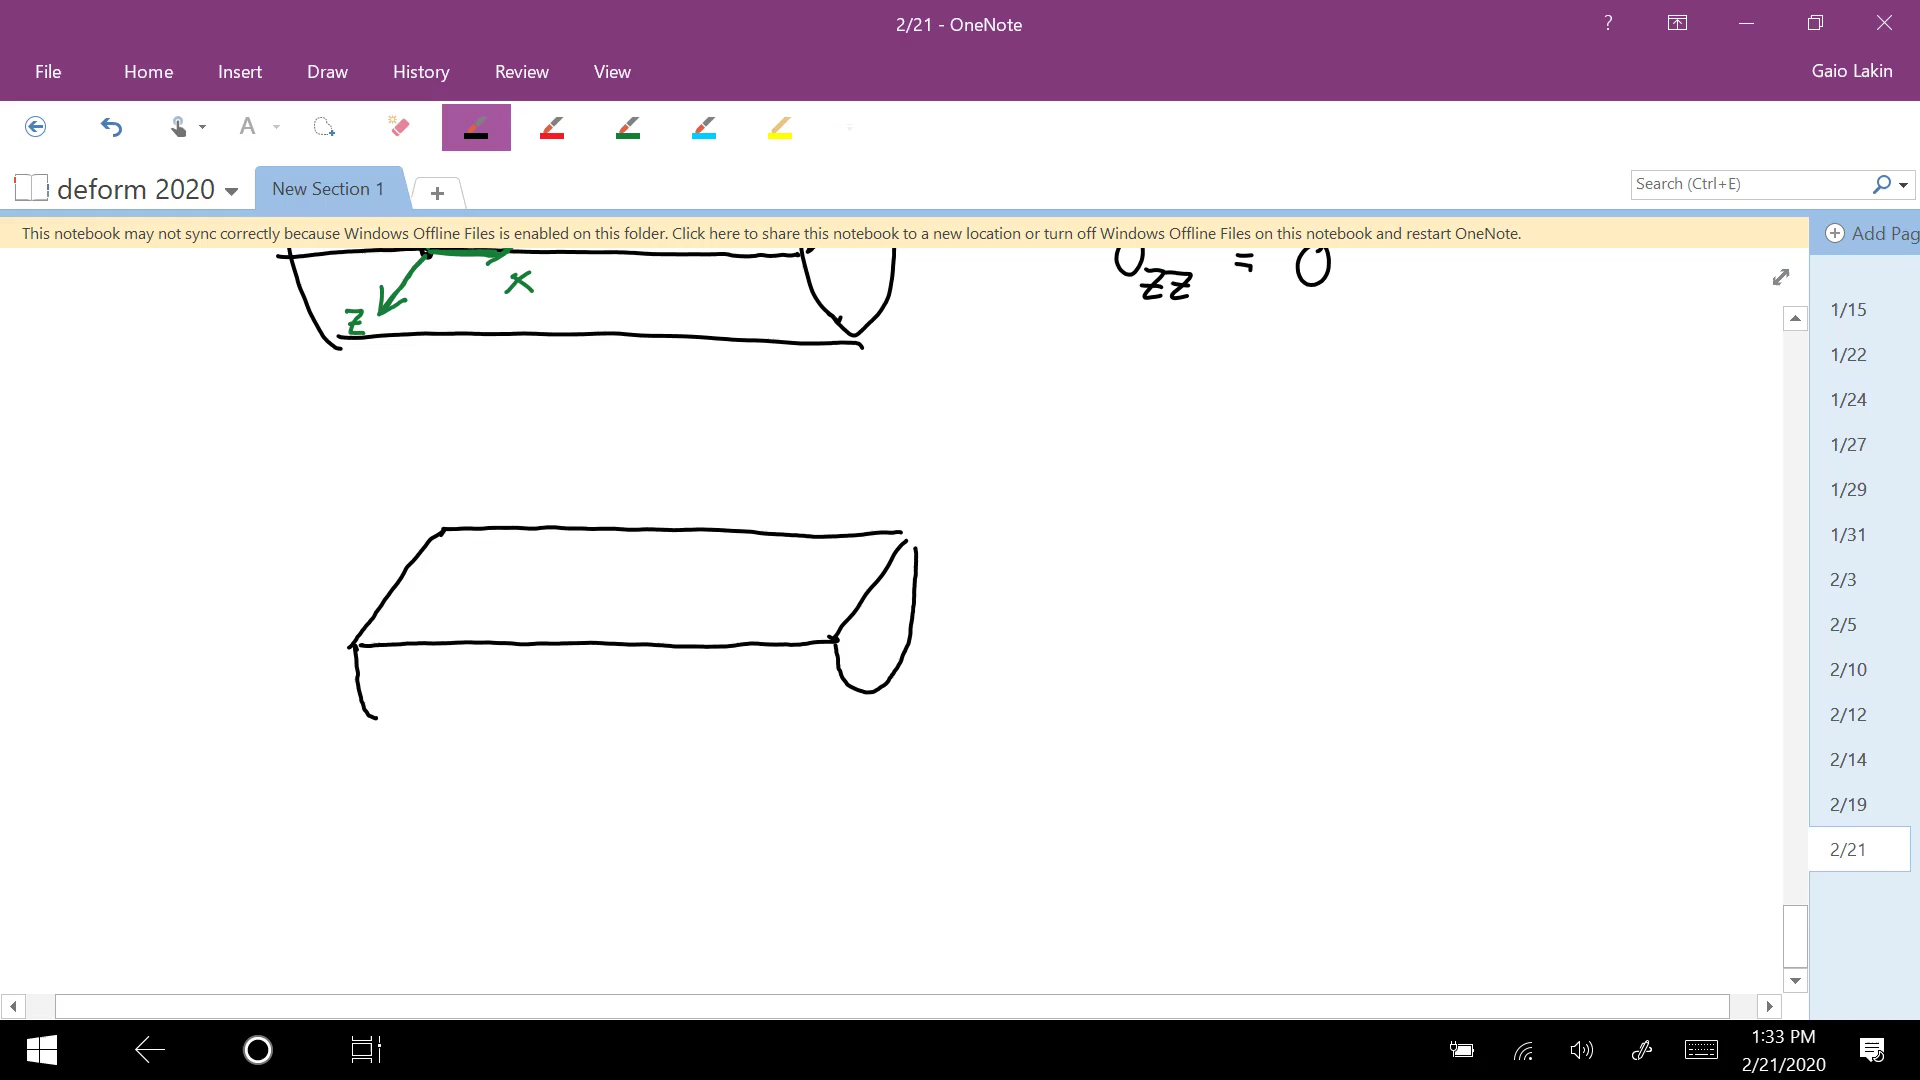 2/21 - OneNote
?
File Home Insert Draw History Review View
Gaio Lakin
A
deform 2020
New Section 1
Search (Ctrl+E)
This notebook may not sync correctly because Windows Offline Files is enabled on this folder. Click here to share this notebook to a new location or turn off Windows Offline Files on this notebook and restart OneNote.
Add Pag
x
z
zz = 0
1/15
1/22
1/24
1/27
1/29
1/31
2/3
2/5
2/10
2/12
2/14
2/19
2/21
1:33 PM
2/21/2020